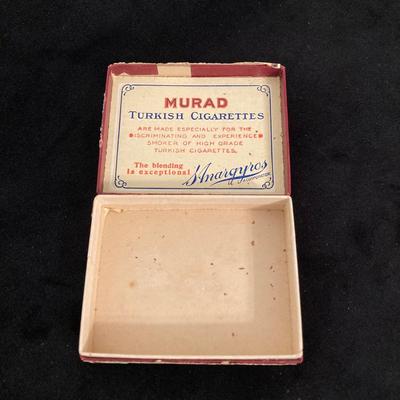 MURAD
TURKISH CIGARETTES
ARE MADE ESPECIALLY FOR THE
DISCRIMINATING AND EXPERIENCED
SMOKER OF HIGH GRADE
TURKISH CIGARETTES.
The blending
is exceptional
S. Anargyros
A CORPORATION